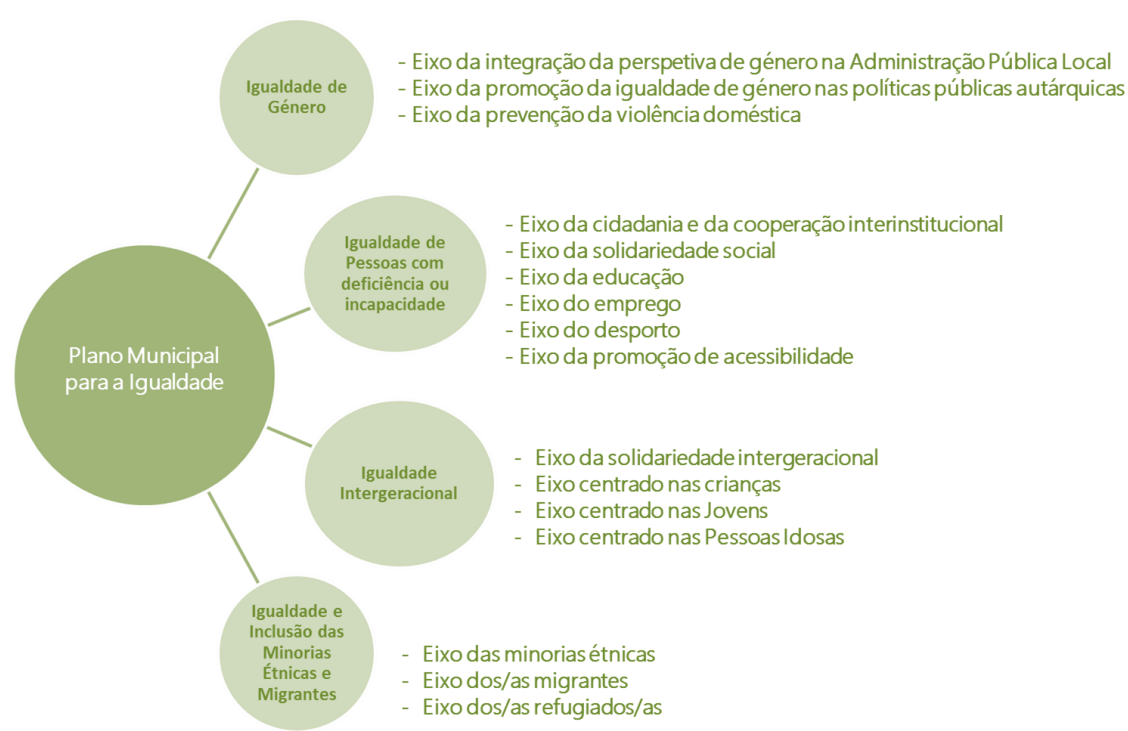 Plano Municipal
para a Igualdade
Igualdade de
Género
- Eixo da integração da perspetiva de género na Administração Pública Local
- Eixo da promoção da igualdade de género nas políticas públicas autárquicas
- Eixo da prevenção da violência doméstica
Igualdade de
Pessoas com
deficiência ou
incapacidade
- Eixo da cidadania e da cooperação interinstitucional
- Eixo da solidariedade social
- Eixo da educação
- Eixo do emprego
- Eixo do desporto
- Eixo da promoção de acessibilidade
Igualdade
Intergeracional
- Eixo da solidariedade intergeracional
- Eixo centrado nas crianças
- Eixo centrado nas Jovens
- Eixo centrado nas Pessoas Idosas
Igualdade e
Inclusão das
Minorias
Étnicas e
Migrantes
- Eixo das minorias étnicas
- Eixo dos/as migrantes
- Eixo dos/as refugiados/as